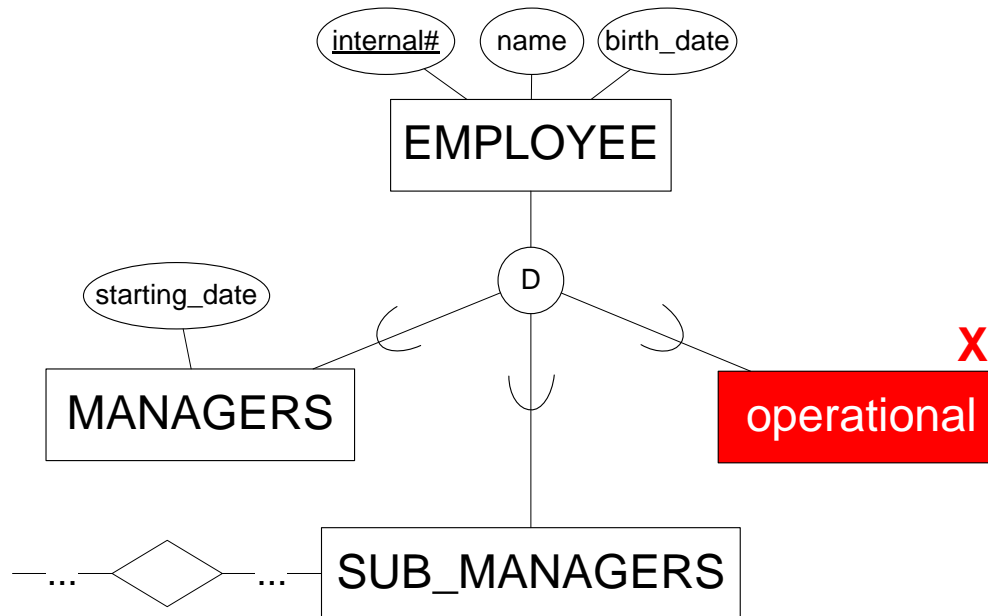 internal# name birth_date
EMPLOYEE
D
starting_date
X
MANAGERS
operational
... ...
SUB_MANAGERS